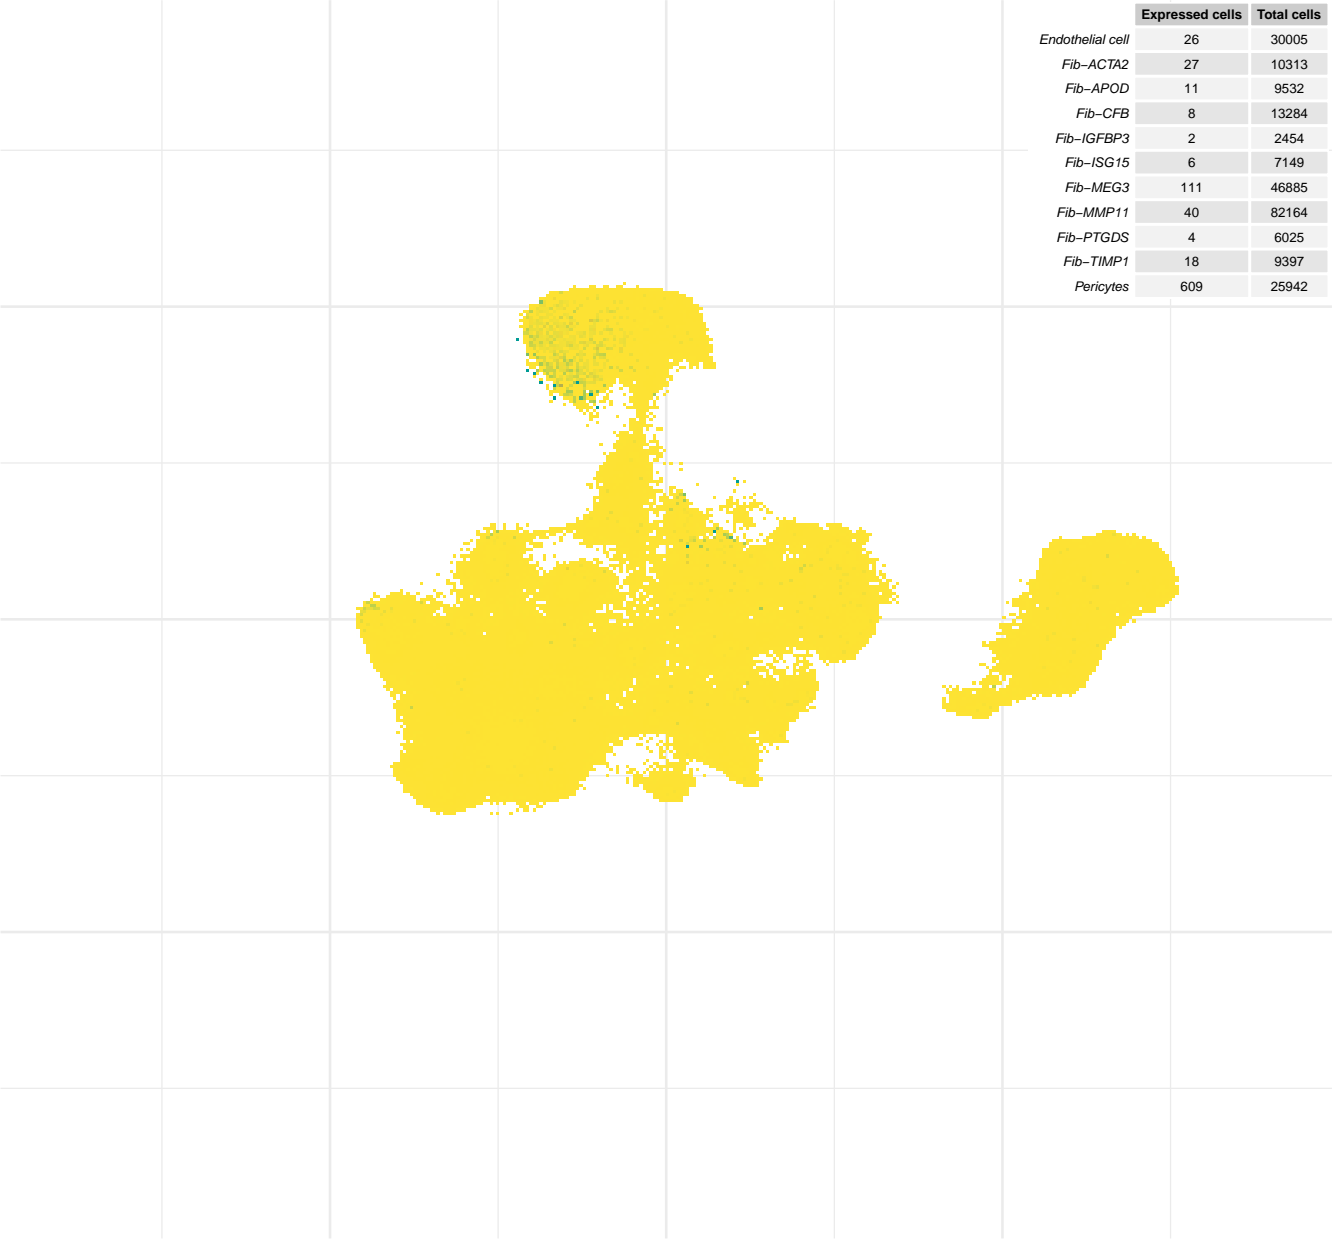 Expressed cells Total cells
Endothelial cell 26 30005
Fib−ACTA2 27 10313
Fib−APOD 11 9532
Fib−CFB 8 13284
Fib−IGFBP3 2 2454
Fib−ISG15 6 7149
Fib−MEG3 111 46885
Fib−MMP11 40 82164
Fib−PTGDS 4 6025
Fib−TIMP1 18 9397
Pericytes 609 25942